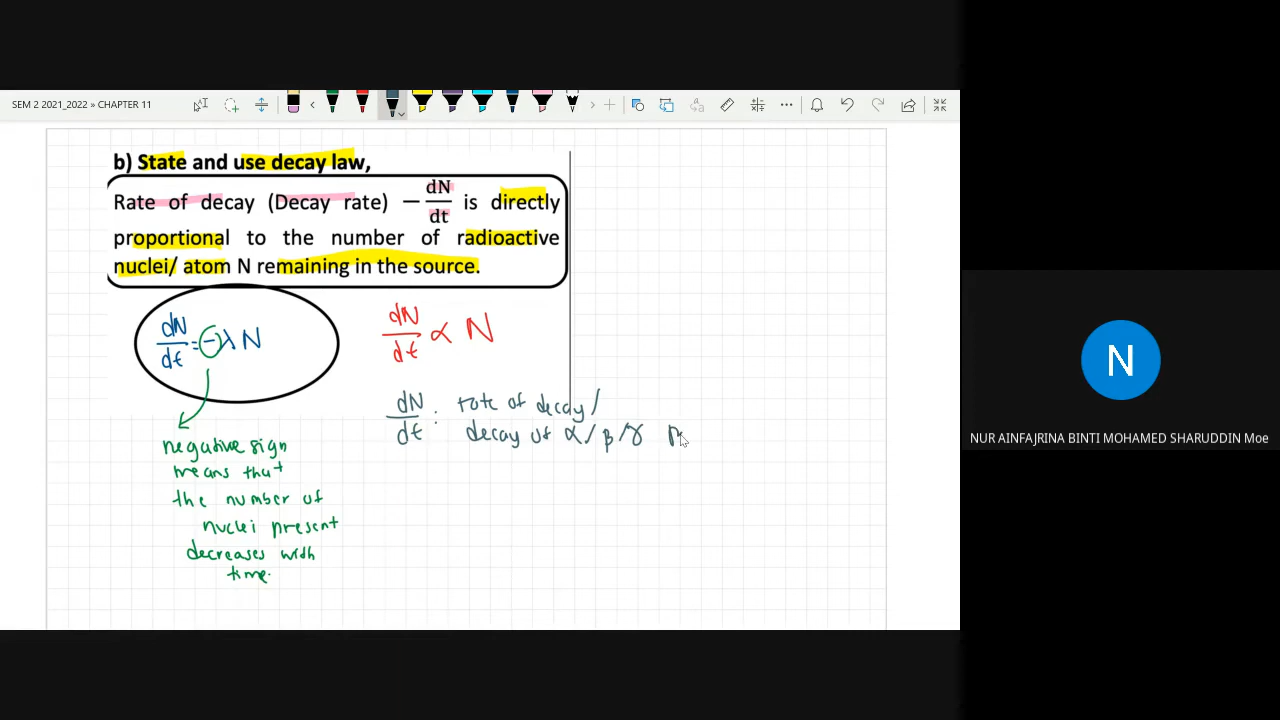 SEM 2 2021_2022 » CHAPTER 11
b) State and use decay law,
Rate of decay (Decay rate) − dN/dt is directly
proportional to the number of radioactive
nuclei/ atom N remaining in the source.
dN/dt = −λN
dN/dt ∝ N
dN/dt : rate of decay /
decay of α / β / γ
negative sign
means that
the number of
nuclei present
decreases with
time.
N
NUR AINFAJRINA BINTI MOHAMED SHARUDDIN Moe